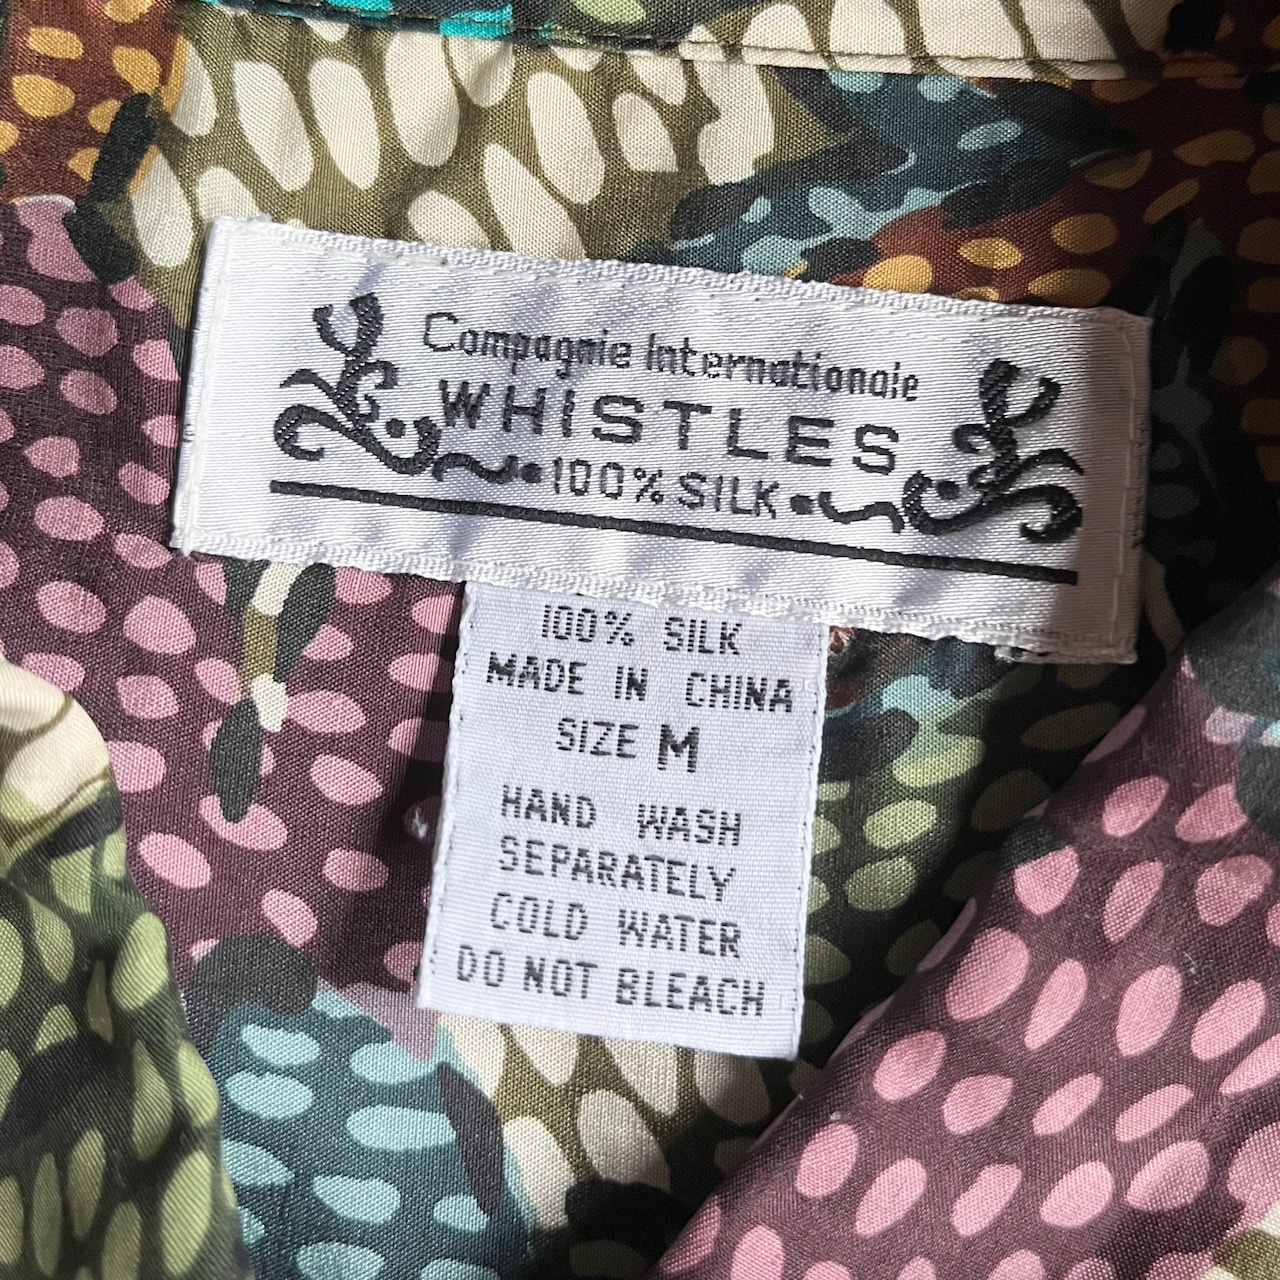 Compagnie Internationale
WHISTLES
•100% SILK•
100% SILK
MADE IN CHINA
SIZE M
HAND WASH
SEPARATELY
COLD WATER
DO NOT BLEACH